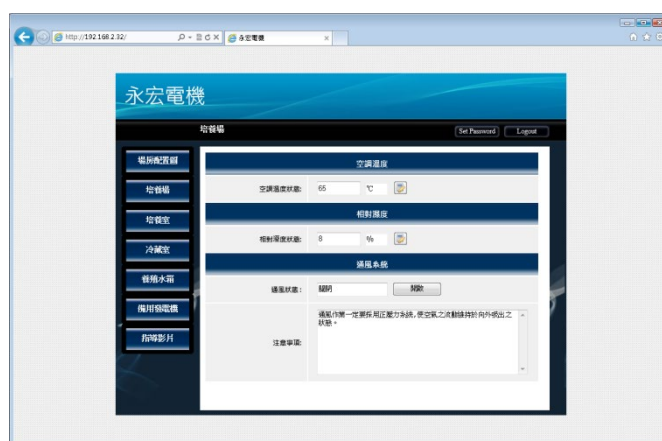 http://192.168.2.32/
永宏電機
永宏電機
培養場
Set Password
Logout
場房配置圖
培養場
培養室
冷藏室
養殖水箱
備用發電機
指導影片
空調溫度
空調溫度狀態:
65
℃
相對濕度
相對濕度狀態:
8
%
通風系統
通風狀態:
關閉
開啟
注意事項:
通風作業一定要採用正壓力系統,使空氣之流動維持於向外吸出之
狀態。